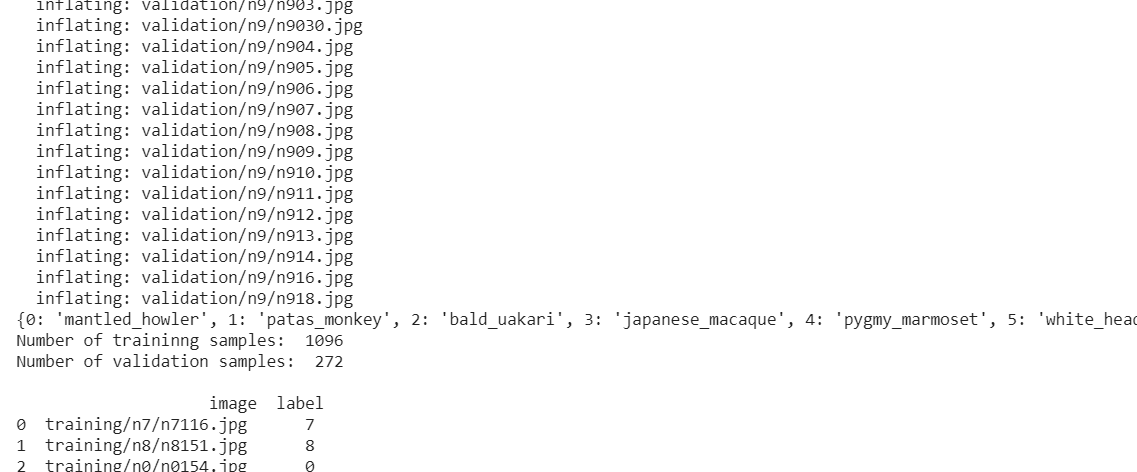 inflating: validation/n9/n903.jpg
inflating: validation/n9/n9030.jpg
inflating: validation/n9/n904.jpg
inflating: validation/n9/n905.jpg
inflating: validation/n9/n906.jpg
inflating: validation/n9/n907.jpg
inflating: validation/n9/n908.jpg
inflating: validation/n9/n909.jpg
inflating: validation/n9/n910.jpg
inflating: validation/n9/n911.jpg
inflating: validation/n9/n912.jpg
inflating: validation/n9/n913.jpg
inflating: validation/n9/n914.jpg
inflating: validation/n9/n916.jpg
inflating: validation/n9/n918.jpg
{0: 'mantled_howler', 1: 'patas_monkey', 2: 'bald_uakari', 3: 'japanese_macaque', 4: 'pygmy_marmoset', 5: 'white_head
Number of traininng samples:  1096
Number of validation samples:  272
image  label
0  training/n7/n7116.jpg      7
1  training/n8/n8151.jpg      8
2  training/n0/n0154.jpg      0